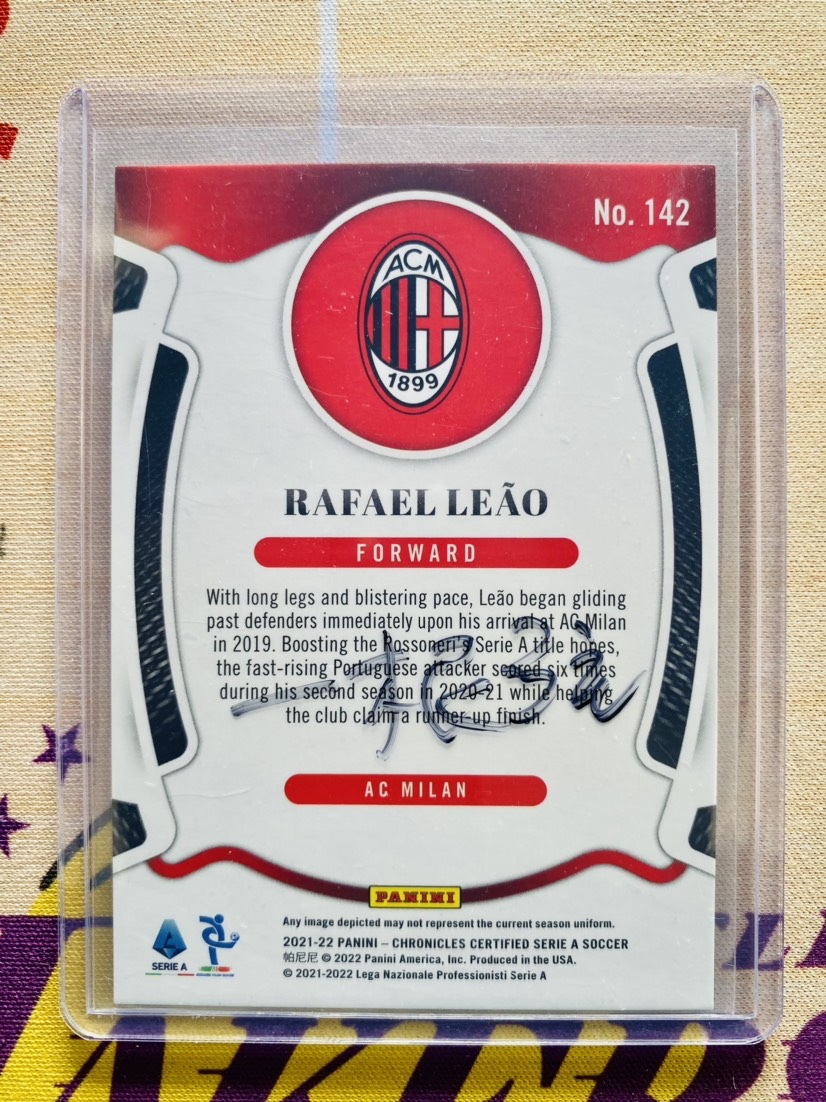 No. 142
ACM
1899
RAFAEL LEÃO
FORWARD
With long legs and blistering pace, Leão began gliding
past defenders immediately upon his arrival at AC Milan
in 2019. Boosting the Rossoneri's Serie A title hopes,
the fast-rising Portuguese attacker scored six times
during his second season in 2020-21 while helping
the club claim a runner-up finish.
AC MILAN
PANINI
Any image depicted may not represent the current season uniform.
2021-22 PANINI – CHRONICLES CERTIFIED SERIE A SOCCER
帕尼尼 © 2022 Panini America, Inc. Produced in the USA.
© 2021-2022 Lega Nazionale Professionisti Serie A
SERIE A